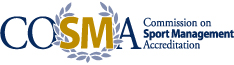 COSMA
Commission on
Sport Management
Accreditation